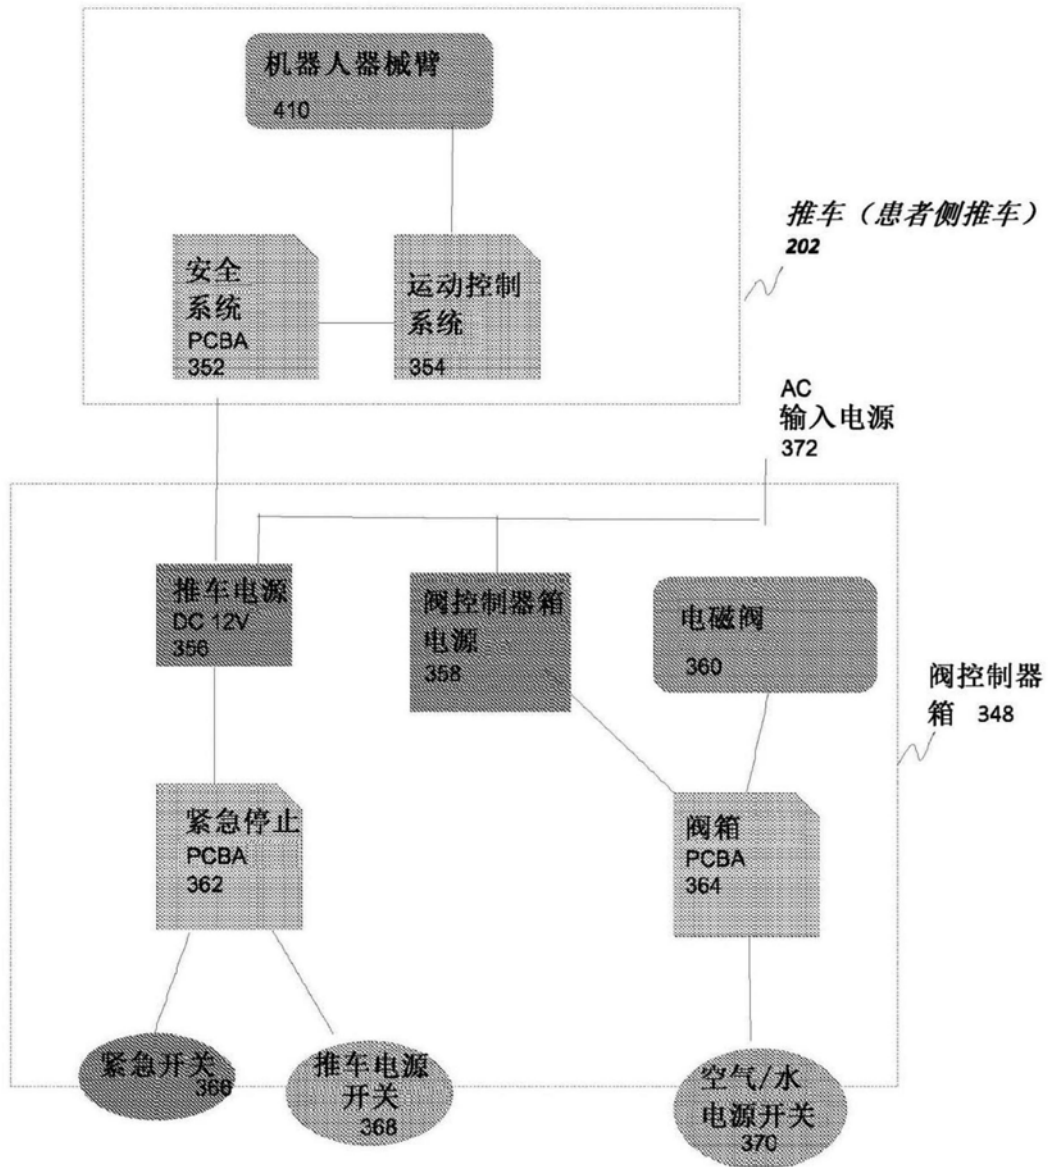 机器人器械臂
410
推车（患者侧推车）
202
安全
系统
PCBA
352
运动控制
系统
354
AC
输入电源
372
推车电源
DC 12V
356
阀控制器箱
电源
358
电磁阀
360
阀控制器
箱 348
紧急停止
PCBA
362
阀箱
PCBA
364
紧急开关
366
推车电源
开关
368
空气/水
电源开关
370